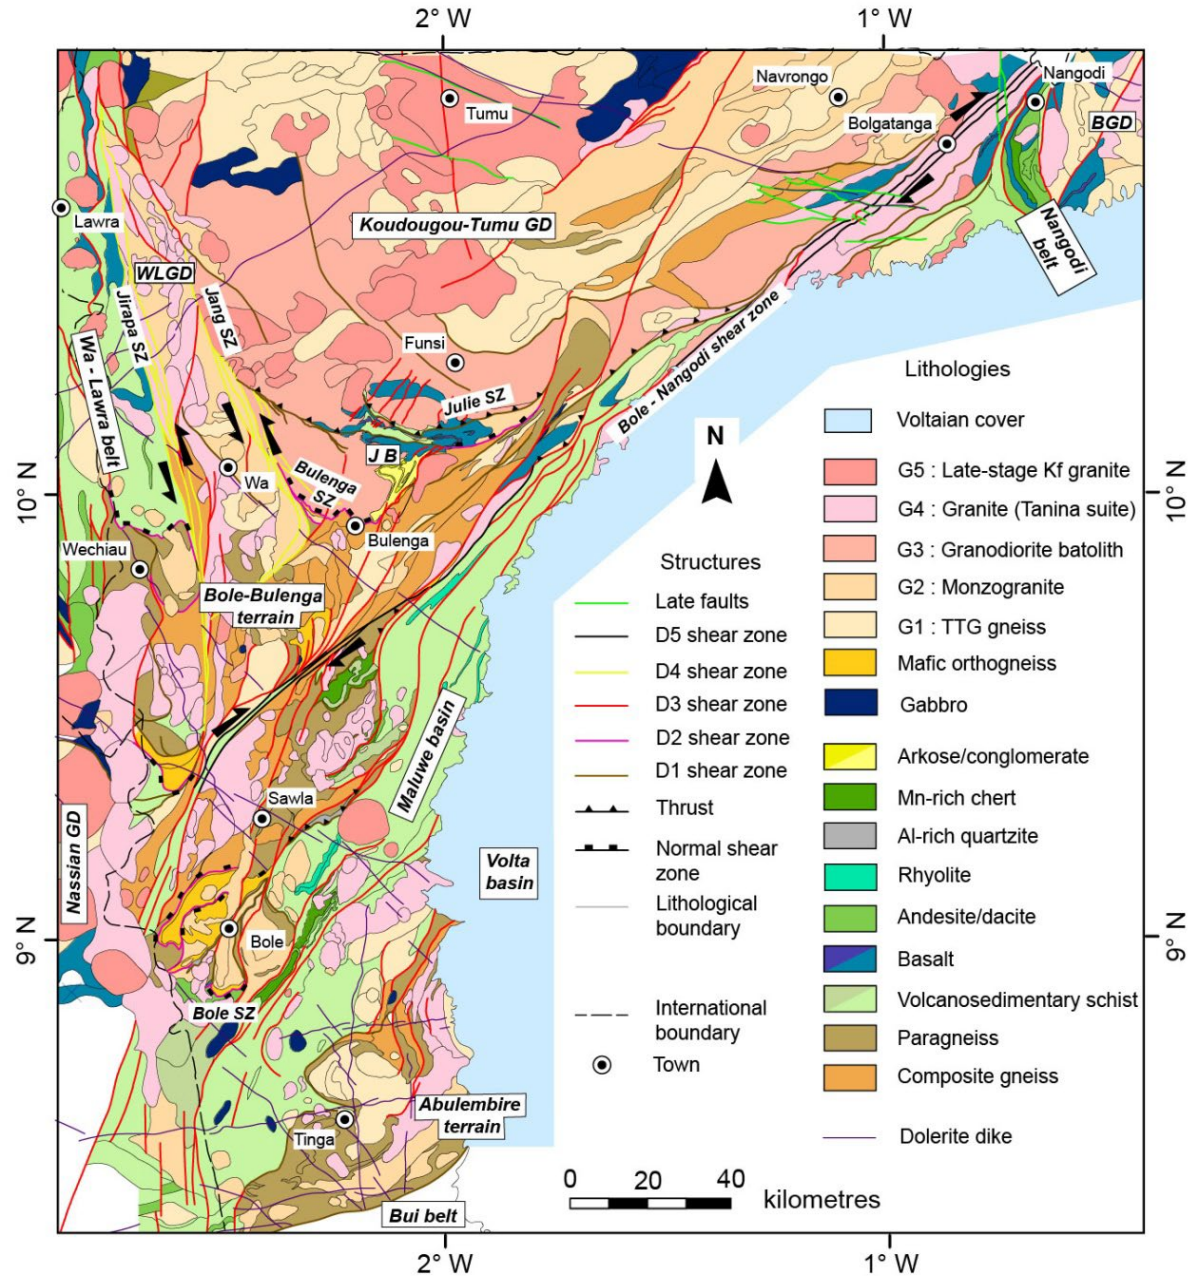 2° W
1° W
Navrongo
Nangodi
Tumu
Bolgatanga
BGD
Lawra
Koudougou-Tumu GD
Nangodi
belt
WLGD
Jirapa SZ
Jang SZ
Wa - Lawra belt
Funsi
Julie SZ
Bole - Nangodi shear zone
J B
Wa
Bulenga
SZ
Bulenga
10° N
10° N
Wechiau
Bole-Bulenga
terrain
Maluwe basin
Sawla
Nassian GD
Volta
basin
9° N
9° N
Bole
Bole SZ
Abulembire
terrain
Tinga
Bui belt
2° W
1° W
N
Structures
Late faults
D5 shear zone
D4 shear zone
D3 shear zone
D2 shear zone
D1 shear zone
Thrust
Normal shear
zone
Lithological
boundary
International
boundary
Town
Lithologies
Voltaian cover
G5 : Late-stage Kf granite
G4 : Granite (Tanina suite)
G3 : Granodiorite batolith
G2 : Monzogranite
G1 : TTG gneiss
Mafic orthogneiss
Gabbro
Arkose/conglomerate
Mn-rich chert
Al-rich quartzite
Rhyolite
Andesite/dacite
Basalt
Volcanosedimentary schist
Paragneiss
Composite gneiss
Dolerite dike
0 20 40
kilometres